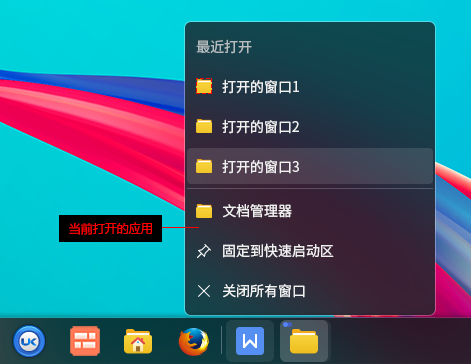 最近打开
打开的窗口1
打开的窗口2
打开的窗口3
文档管理器
当前打开的应用
固定到快速启动区
关闭所有窗口
UK
W